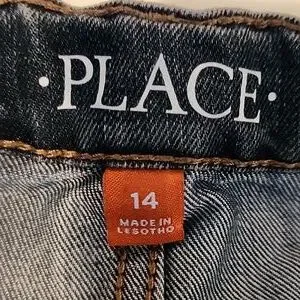 · PLACE ·
14
MADE IN
LESOTHO